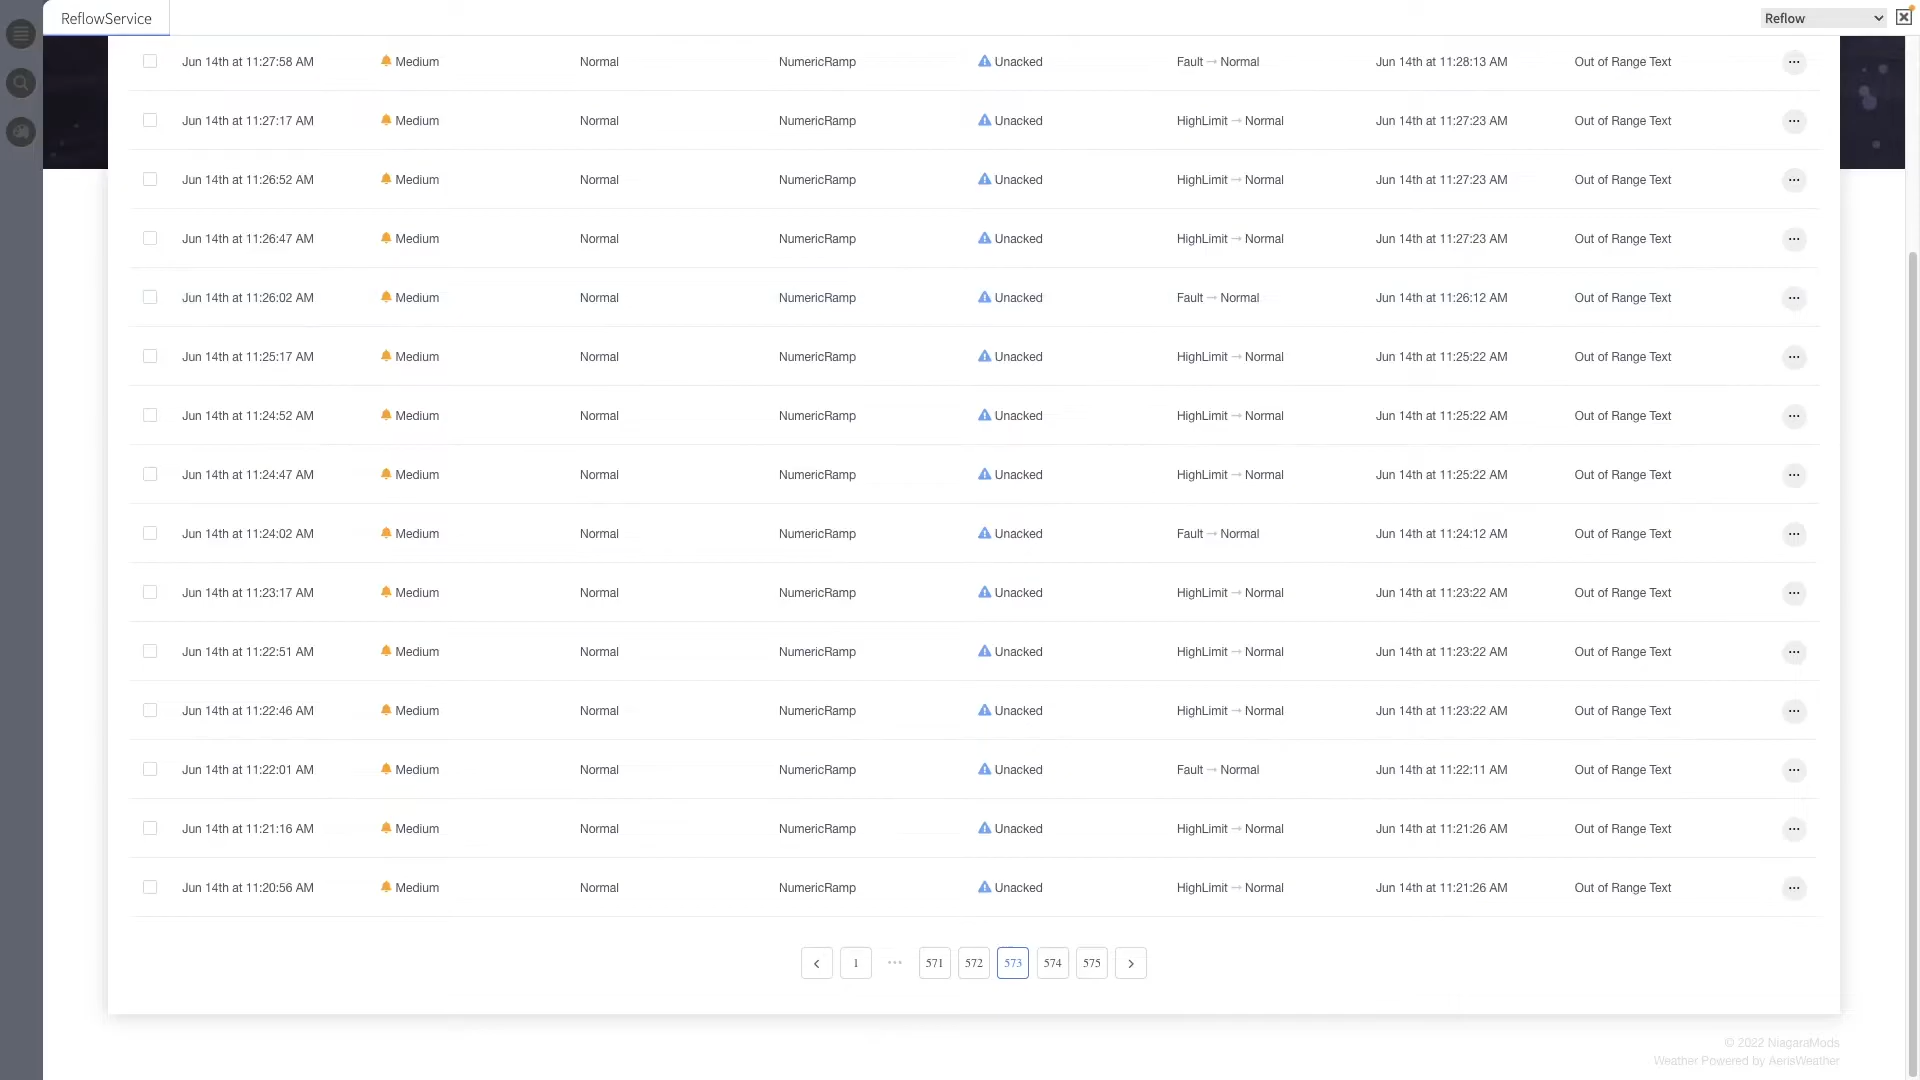 ReflowService
Reflow
Jun 14th at 11:27:58 AM Medium Normal NumericRamp Unacked Fault → Normal Jun 14th at 11:28:13 AM Out of Range Text
Jun 14th at 11:27:17 AM Medium Normal NumericRamp Unacked HighLimit → Normal Jun 14th at 11:27:23 AM Out of Range Text
Jun 14th at 11:26:52 AM Medium Normal NumericRamp Unacked HighLimit → Normal Jun 14th at 11:27:23 AM Out of Range Text
Jun 14th at 11:26:47 AM Medium Normal NumericRamp Unacked HighLimit → Normal Jun 14th at 11:27:23 AM Out of Range Text
Jun 14th at 11:26:02 AM Medium Normal NumericRamp Unacked Fault → Normal Jun 14th at 11:26:12 AM Out of Range Text
Jun 14th at 11:25:17 AM Medium Normal NumericRamp Unacked HighLimit → Normal Jun 14th at 11:25:22 AM Out of Range Text
Jun 14th at 11:24:52 AM Medium Normal NumericRamp Unacked HighLimit → Normal Jun 14th at 11:25:22 AM Out of Range Text
Jun 14th at 11:24:47 AM Medium Normal NumericRamp Unacked HighLimit → Normal Jun 14th at 11:25:22 AM Out of Range Text
Jun 14th at 11:24:02 AM Medium Normal NumericRamp Unacked Fault → Normal Jun 14th at 11:24:12 AM Out of Range Text
Jun 14th at 11:23:17 AM Medium Normal NumericRamp Unacked HighLimit → Normal Jun 14th at 11:23:22 AM Out of Range Text
Jun 14th at 11:22:51 AM Medium Normal NumericRamp Unacked HighLimit → Normal Jun 14th at 11:23:22 AM Out of Range Text
Jun 14th at 11:22:46 AM Medium Normal NumericRamp Unacked HighLimit → Normal Jun 14th at 11:23:22 AM Out of Range Text
Jun 14th at 11:22:01 AM Medium Normal NumericRamp Unacked Fault → Normal Jun 14th at 11:22:11 AM Out of Range Text
Jun 14th at 11:21:16 AM Medium Normal NumericRamp Unacked HighLimit → Normal Jun 14th at 11:21:26 AM Out of Range Text
Jun 14th at 11:20:56 AM Medium Normal NumericRamp Unacked HighLimit → Normal Jun 14th at 11:21:26 AM Out of Range Text
1 ••• 571 572 573 574 575
© 2022 NiagaraMods
Weather Powered by AerisWeather